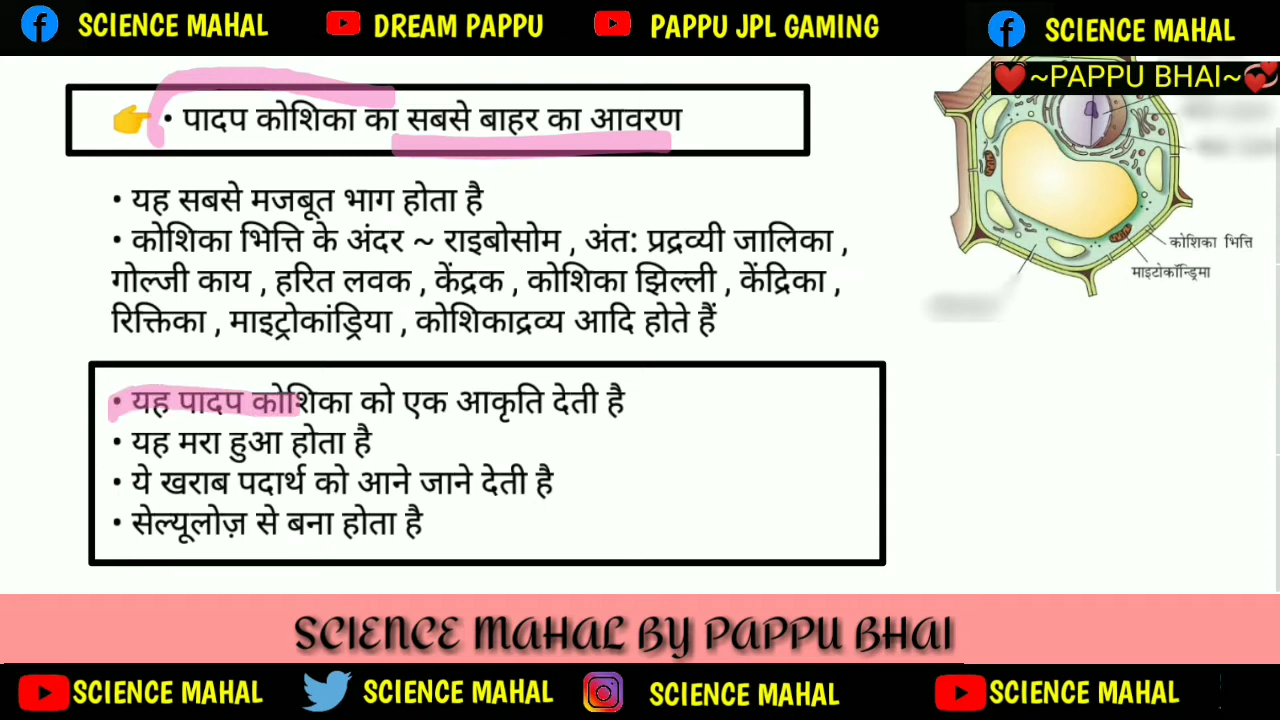 SCIENCE MAHAL DREAM PAPPU PAPPU JPL GAMING SCIENCE MAHAL
~PAPPU BHAI~
• पादप कोशिका का सबसे बाहर का आवरण
• यह सबसे मजबूत भाग होता है
• कोशिका भित्ति के अंदर ~ राइबोसोम , अंत: प्रद्रव्यी जालिका ,
गोल्जी काय , हरित लवक , केंद्रक , कोशिका झिल्ली , केंद्रिका ,
रिक्तिका , माइट्रोकांड्रिया , कोशिकाद्रव्य आदि होते हैं
कोशिका भित्ति
माइटोकॉन्ड्रिमा
• यह पादप कोशिका को एक आकृति देती है
• यह मरा हुआ होता है
• ये खराब पदार्थ को आने जाने देती है
• सेल्यूलोज़ से बना होता है
SCIENCE MAHAL BY PAPPU BHAI
SCIENCE MAHAL SCIENCE MAHAL SCIENCE MAHAL SCIENCE MAHAL